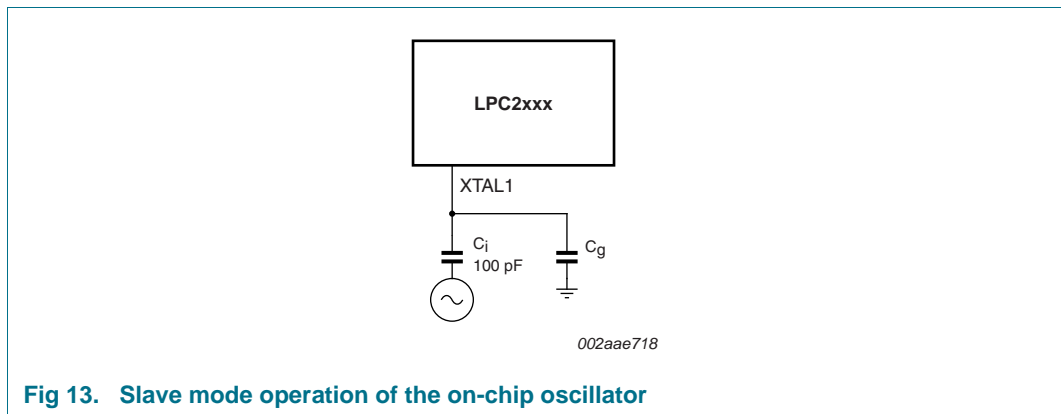 LPC2xxx
XTAL1
Ci
100 pF
Cg
002aae718
Fig 13. Slave mode operation of the on-chip oscillator